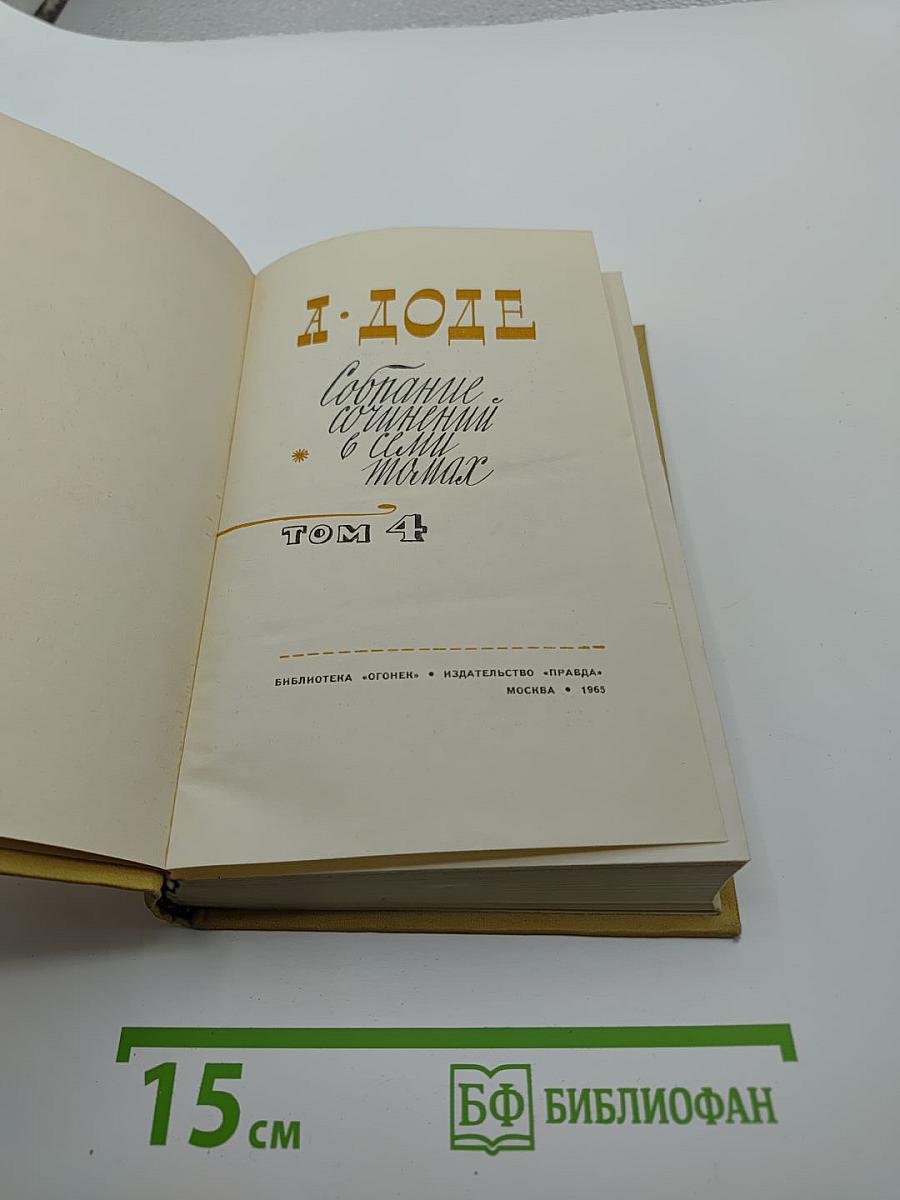 А · ДОДЕ
Собрание
сочинений
в семи
томах
ТОМ 4
БИБЛИОТЕКА «ОГОНЕК» • ИЗДАТЕЛЬСТВО «ПРАВДА»
МОСКВА • 1965
15 см
БФ БИБЛИОФАН